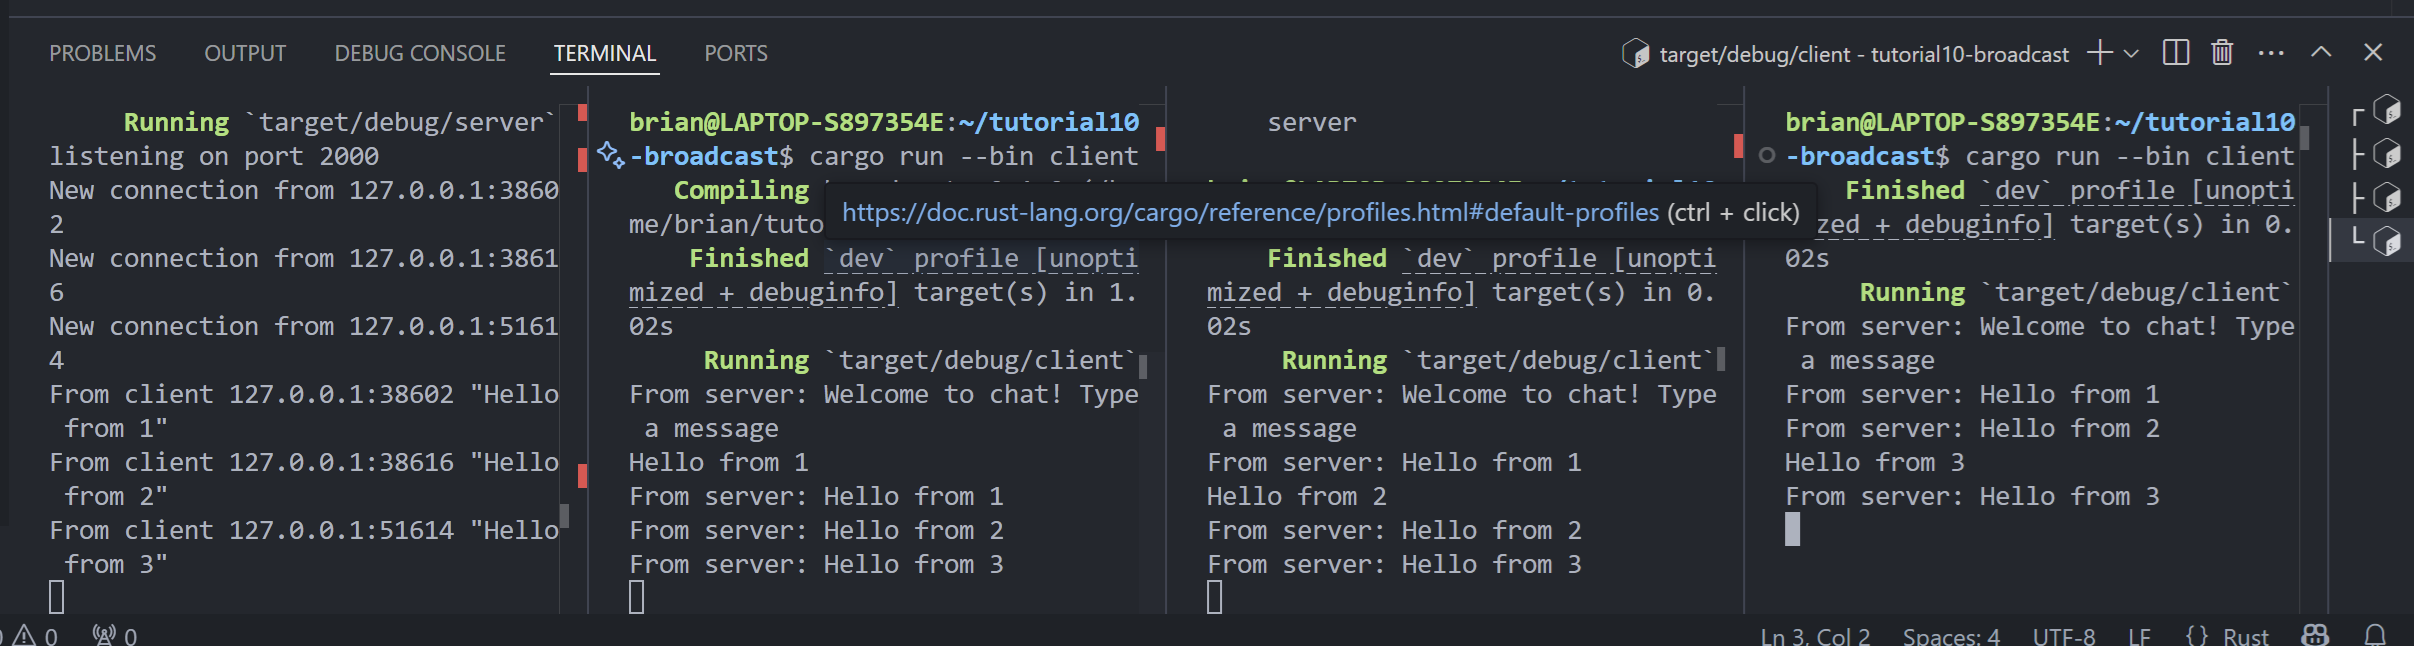 PROBLEMS OUTPUT DEBUG CONSOLE TERMINAL PORTS
target/debug/client - tutorial10-broadcast
Running `target/debug/server`
listening on port 2000
New connection from 127.0.0.1:3860
2
New connection from 127.0.0.1:3861
6
New connection from 127.0.0.1:5161
4
From client 127.0.0.1:38602 "Hello
from 1"
From client 127.0.0.1:38616 "Hello
from 2"
From client 127.0.0.1:51614 "Hello
from 3"
brian@LAPTOP-S897354E:~/tutorial10
-broadcast$ cargo run --bin client
Compiling
me/brian/tuto
https://doc.rust-lang.org/cargo/reference/profiles.html#default-profiles (ctrl + click)
Finished `dev` profile [unopti
mized + debuginfo] target(s) in 1.
02s
Running `target/debug/client`
From server: Welcome to chat! Type
a message
Hello from 1
From server: Hello from 1
From server: Hello from 2
From server: Hello from 3
server
Finished `dev` profile [unopti
mized + debuginfo] target(s) in 0.
02s
Running `target/debug/client`
From server: Welcome to chat! Type
a message
From server: Hello from 1
Hello from 2
From server: Hello from 2
From server: Hello from 3
brian@LAPTOP-S897354E:~/tutorial10
-broadcast$ cargo run --bin client
Finished `dev` profile [unopti
zed + debuginfo] target(s) in 0.
02s
Running `target/debug/client`
From server: Welcome to chat! Type
a message
From server: Hello from 1
From server: Hello from 2
Hello from 3
From server: Hello from 3
0 0 Ln 3, Col 2 Spaces: 4 UTF-8 LF {} Rust